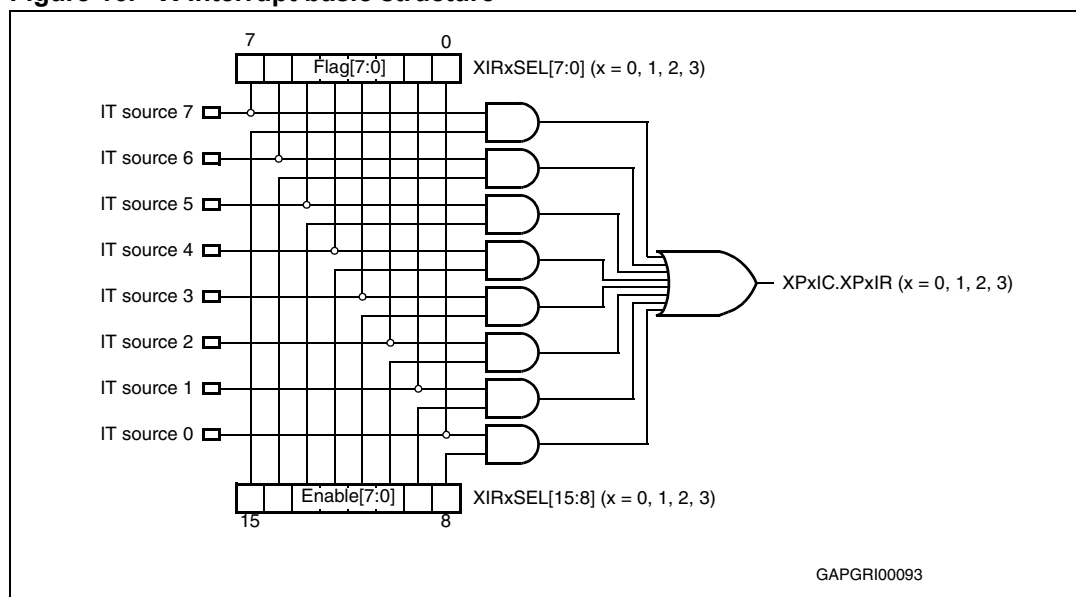 7 0
Flag[7:0] XIRxSEL[7:0] (x = 0, 1, 2, 3)
IT source 7
IT source 6
IT source 5
IT source 4
IT source 3
XPxIC.XPxIR (x = 0, 1, 2, 3)
IT source 2
IT source 1
IT source 0
Enable[7:0] XIRxSEL[15:8] (x = 0, 1, 2, 3)
15 8
GAPGRI00093